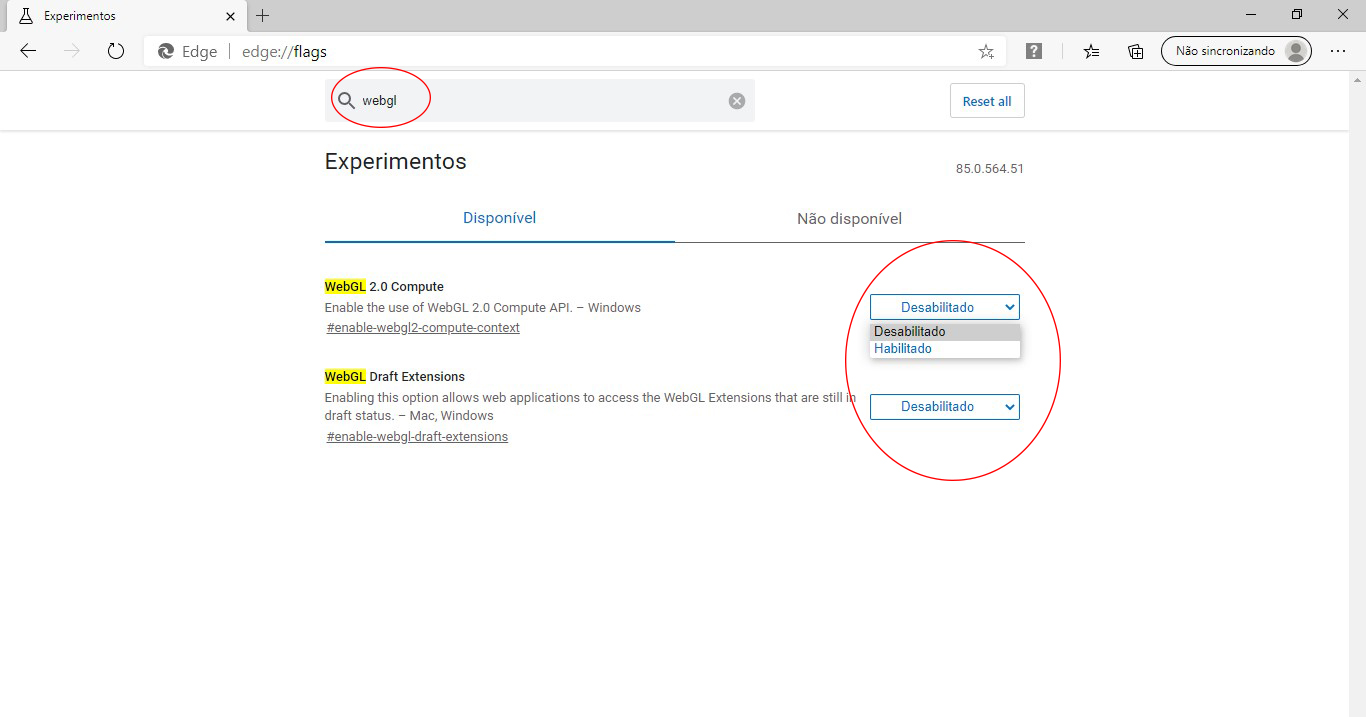 Experimentos
Edge edge://flags
Não sincronizando
webgl
Reset all
Experimentos
85.0.564.51
Disponível
Não disponível
WebGL 2.0 Compute
Enable the use of WebGL 2.0 Compute API. – Windows
#enable-webgl2-compute-context
Desabilitado
Desabilitado
Habilitado
WebGL Draft Extensions
Enabling this option allows web applications to access the WebGL Extensions that are still in
draft status. – Mac, Windows
#enable-webgl-draft-extensions
Desabilitado